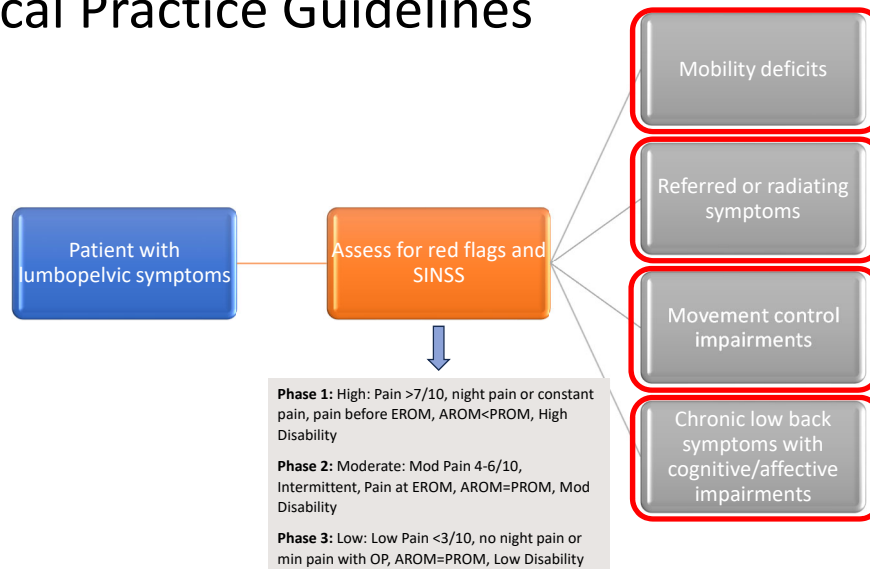 cal Practice Guidelines
Patient with
lumbopelvic symptoms
Assess for red flags and
SINSS
Phase 1: High: Pain >7/10, night pain or constant
pain, pain before EROM, AROM<PROM, High
Disability
Phase 2: Moderate: Mod Pain 4-6/10,
Intermittent, Pain at EROM, AROM=PROM, Mod
Disability
Phase 3: Low: Low Pain <3/10, no night pain or
min pain with OP, AROM=PROM, Low Disability
Mobility deficits
Referred or radiating
symptoms
Movement control
impairments
Chronic low back
symptoms with
cognitive/affective
impairments